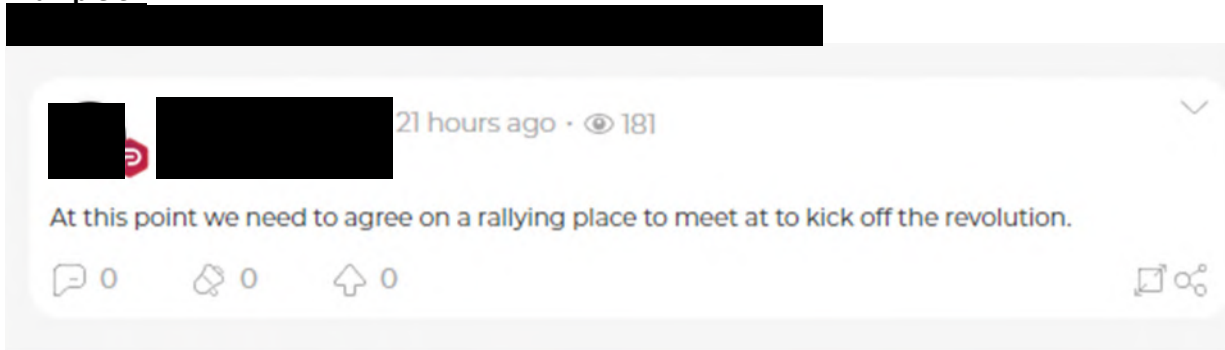 21 hours ago · 181
At this point we need to agree on a rallying place to meet at to kick off the revolution.
0 0 0